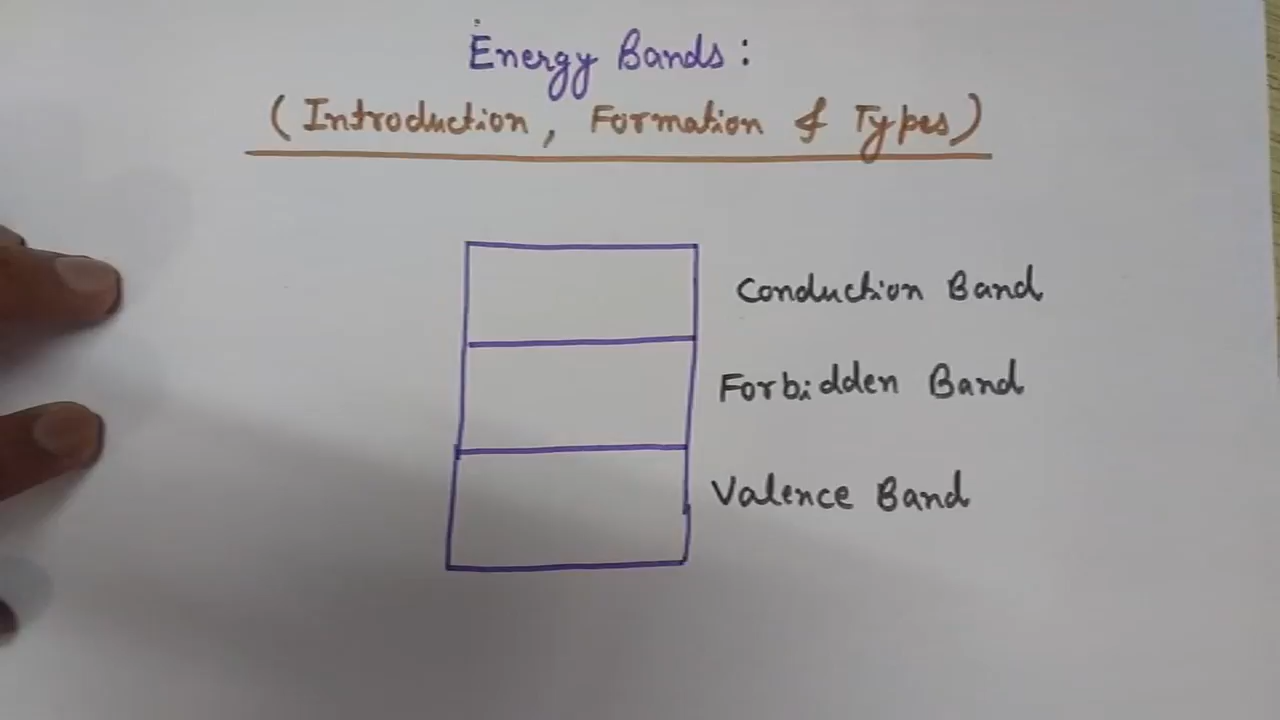 Energy Bands:
(Introduction, Formation & Types)
Conduction Band
Forbidden Band
Valence Band